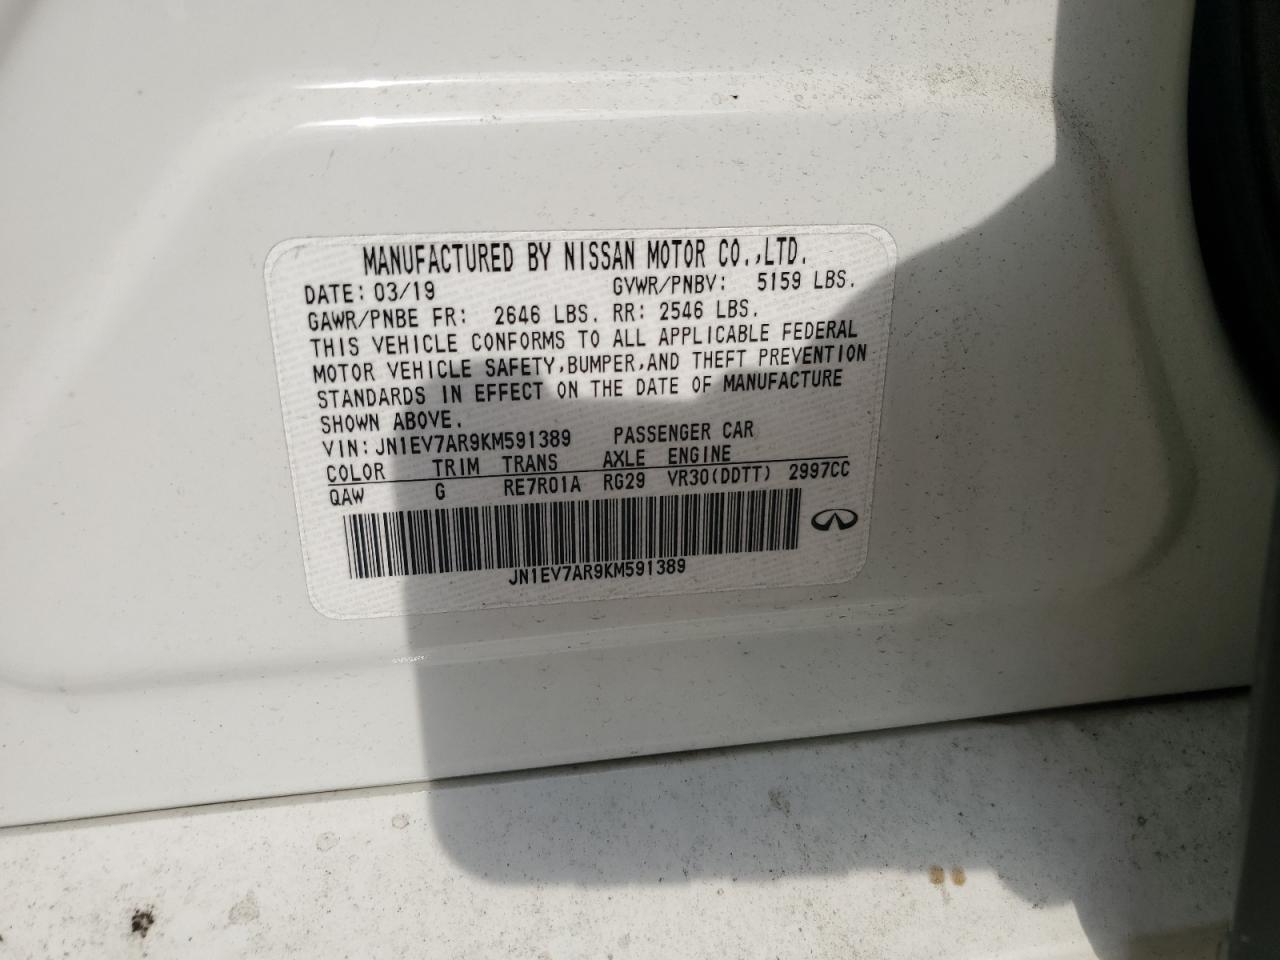 MANUFACTURED BY NISSAN MOTOR CO.,LTD.
DATE: 03/19 GVWR/PNBV: 5159 LBS.
GAWR/PNBE FR: 2646 LBS. RR: 2546 LBS.
THIS VEHICLE CONFORMS TO ALL APPLICABLE FEDERAL
MOTOR VEHICLE SAFETY,BUMPER,AND THEFT PREVENTION
STANDARDS IN EFFECT ON THE DATE OF MANUFACTURE
SHOWN ABOVE.
VIN: JN1EV7AR9KM591389 PASSENGER CAR
COLOR TRIM TRANS AXLE ENGINE
QAW G RE7R01A RG29 VR30(DDTT) 2997CC
JN1EV7AR9KM591389